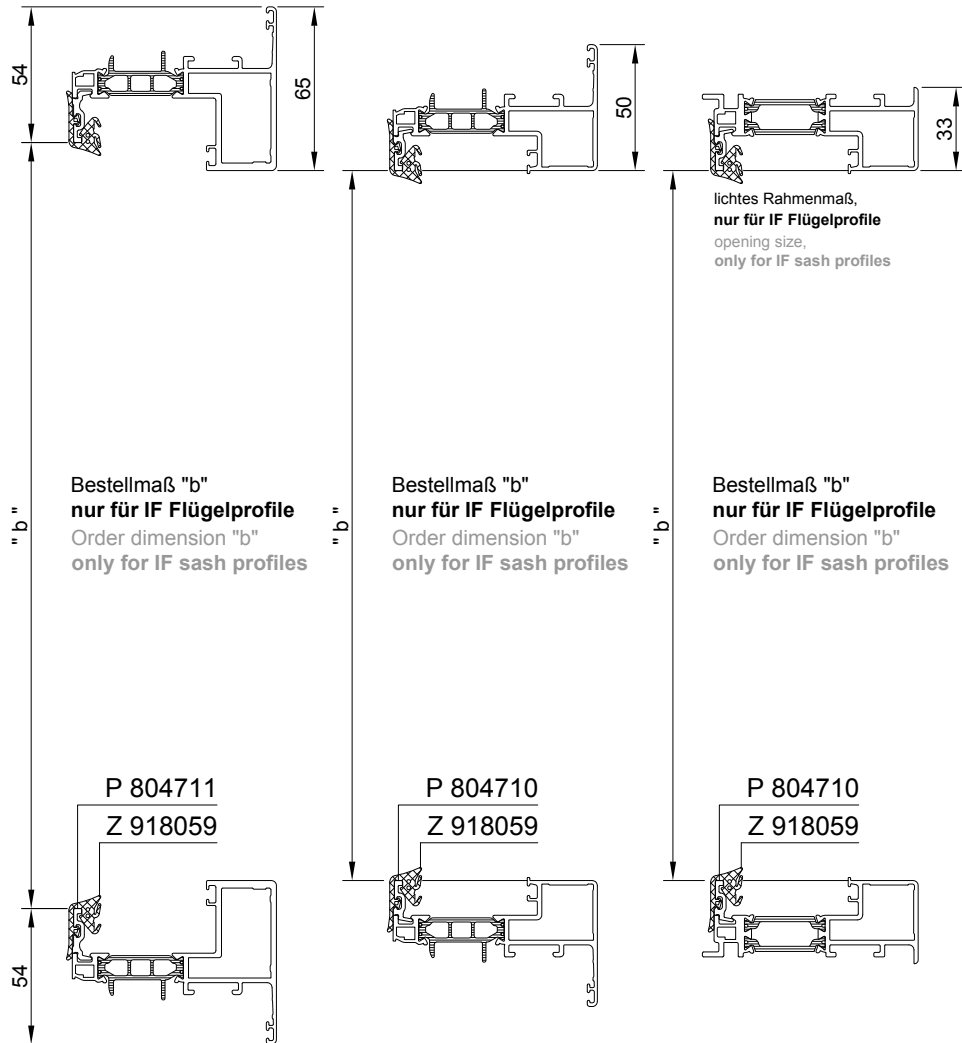 54
65
50
33
lichtes Rahmenmaß,
nur für IF Flügelprofile
opening size,
only for IF sash profiles
" b "
Bestellmaß "b"
nur für IF Flügelprofile
Order dimension "b"
only for IF sash profiles
" b "
Bestellmaß "b"
nur für IF Flügelprofile
Order dimension "b"
only for IF sash profiles
" b "
Bestellmaß "b"
nur für IF Flügelprofile
Order dimension "b"
only for IF sash profiles
P 804711
Z 918059
P 804710
Z 918059
P 804710
Z 918059
54